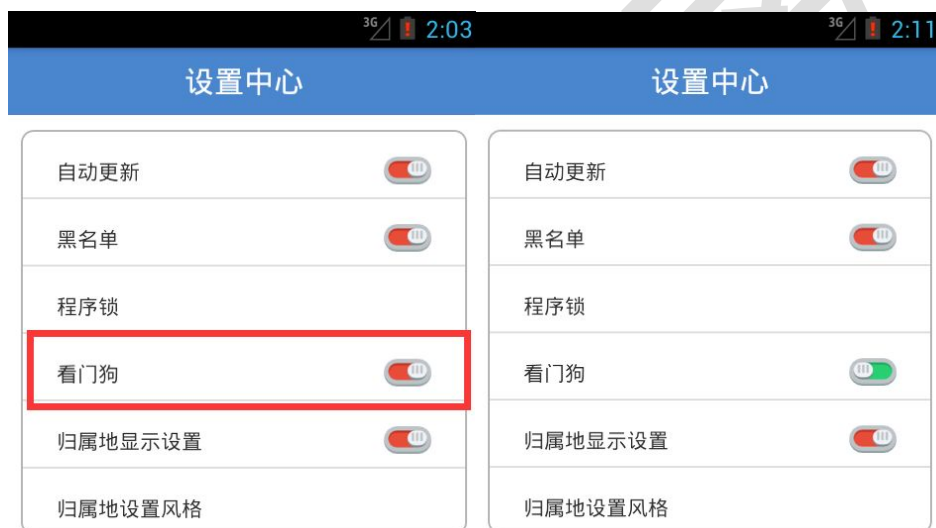 3G 2:03
设置中心
自动更新
黑名单
程序锁
看门狗
归属地显示设置
归属地设置风格
3G 2:11
设置中心
自动更新
黑名单
程序锁
看门狗
归属地显示设置
归属地设置风格